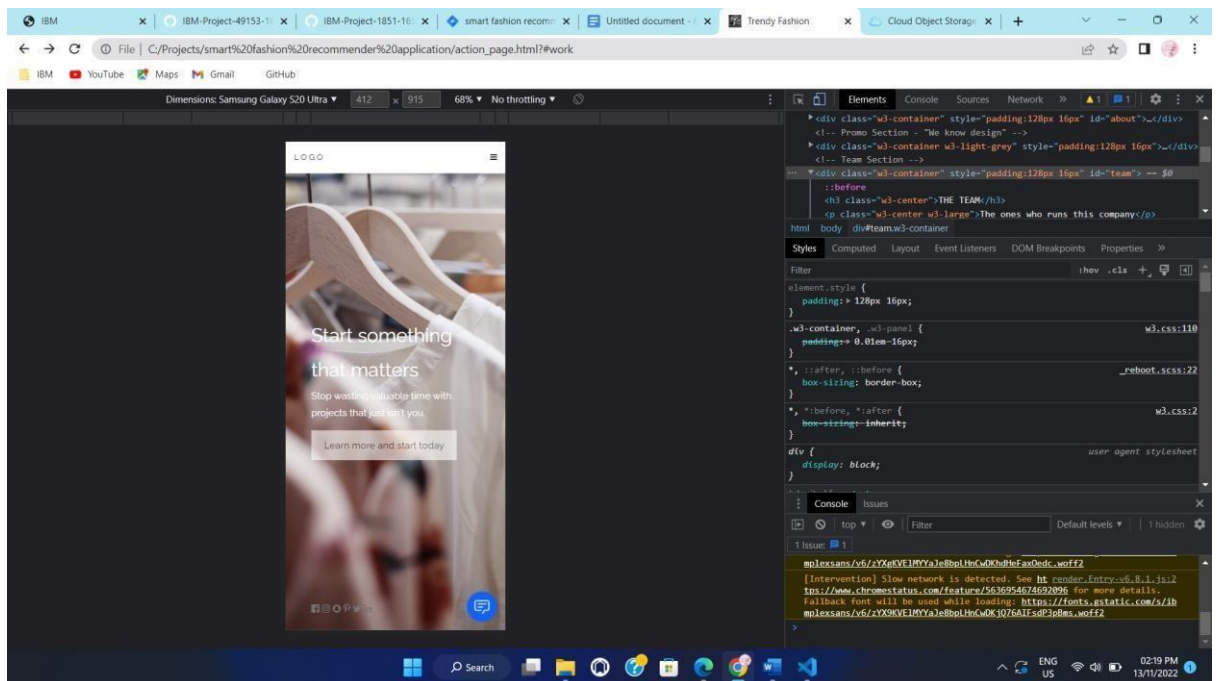 IBM
IBM-Project-49153-1
IBM-Project-1851-16
smart fashion recomm
Untitled document -
Trendy Fashion
Cloud Object Storage
File | C:/Projects/smart%20fashion%20recommender%20application/action_page.html?#work
IBM YouTube Maps Gmail GitHub
Dimensions: Samsung Galaxy S20 Ultra 412 x 915 68% No throttling
Elements Console Sources Network » 1 1
<div class="w3-container" style="padding:128px 16px" id="about">…</div>
<!-- Promo Section - "We know design" -->
<div class="w3-container w3-light-grey" style="padding:128px 16px">…</div>
<!-- Team Section -->
<div class="w3-container" style="padding:128px 16px" id="team"> == $0
::before
<h3 class="w3-center">THE TEAM</h3>
<p class="w3-center w3-large">The ones who runs this company</p>
html body div#team.w3-container
Styles Computed Layout Event Listeners DOM Breakpoints Properties »
Filter :hov .cls +
element.style {
padding: 128px 16px;
}
.w3-container, .w3-panel { w3.css:110
padding: 0.01em 16px;
}
*, ::after, ::before { _reboot.scss:22
box-sizing: border-box;
}
*, *:before, *:after { w3.css:2
box-sizing: inherit;
}
div { user agent stylesheet
display: block;
}
Console Issues
top Filter Default levels 1 hidden
1 Issue: 1
mplexsans/v6/zYXgKVElMYYaJe8bpLHnCwDKhdHeFaxOedc.woff2
[Intervention] Slow network is detected. See ht render.Entry-v6.8.1.js:2
tps://www.chromestatus.com/feature/5636954674692096 for more details.
Fallback font will be used while loading: https://fonts.gstatic.com/s/ib
mplexsans/v6/zYX9KVElMYYaJe8bpLHnCwDKjQ76AIFsdP3pBms.woff2
LOGO
Start something
that matters
Stop wasting valuable time with
projects that just isn't you.
Learn more and start today
Search
ENG
US
02:19 PM
13/11/2022
1